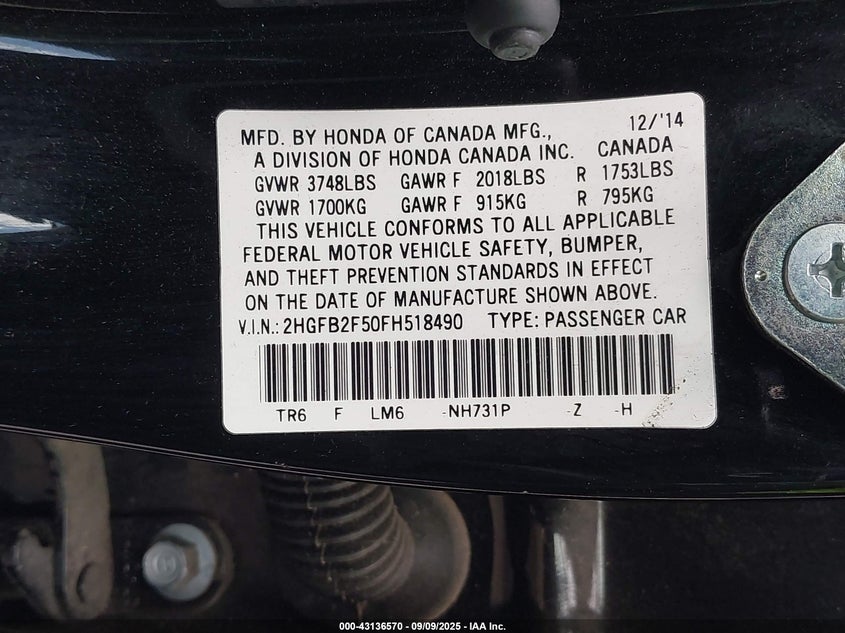 MFD. BY HONDA OF CANADA MFG., 12/'14
A DIVISION OF HONDA CANADA INC. CANADA
GVWR 3748LBS GAWR F 2018LBS R 1753LBS
GVWR 1700KG GAWR F 915KG R 795KG
THIS VEHICLE CONFORMS TO ALL APPLICABLE
FEDERAL MOTOR VEHICLE SAFETY, BUMPER,
AND THEFT PREVENTION STANDARDS IN EFFECT
ON THE DATE OF MANUFACTURE SHOWN ABOVE.
V.I.N.: 2HGFB2F50FH518490 TYPE: PASSENGER CAR
TR6 F LM6 -NH731P -Z -H
000-43136570 - 09/09/2025 - IAA Inc.